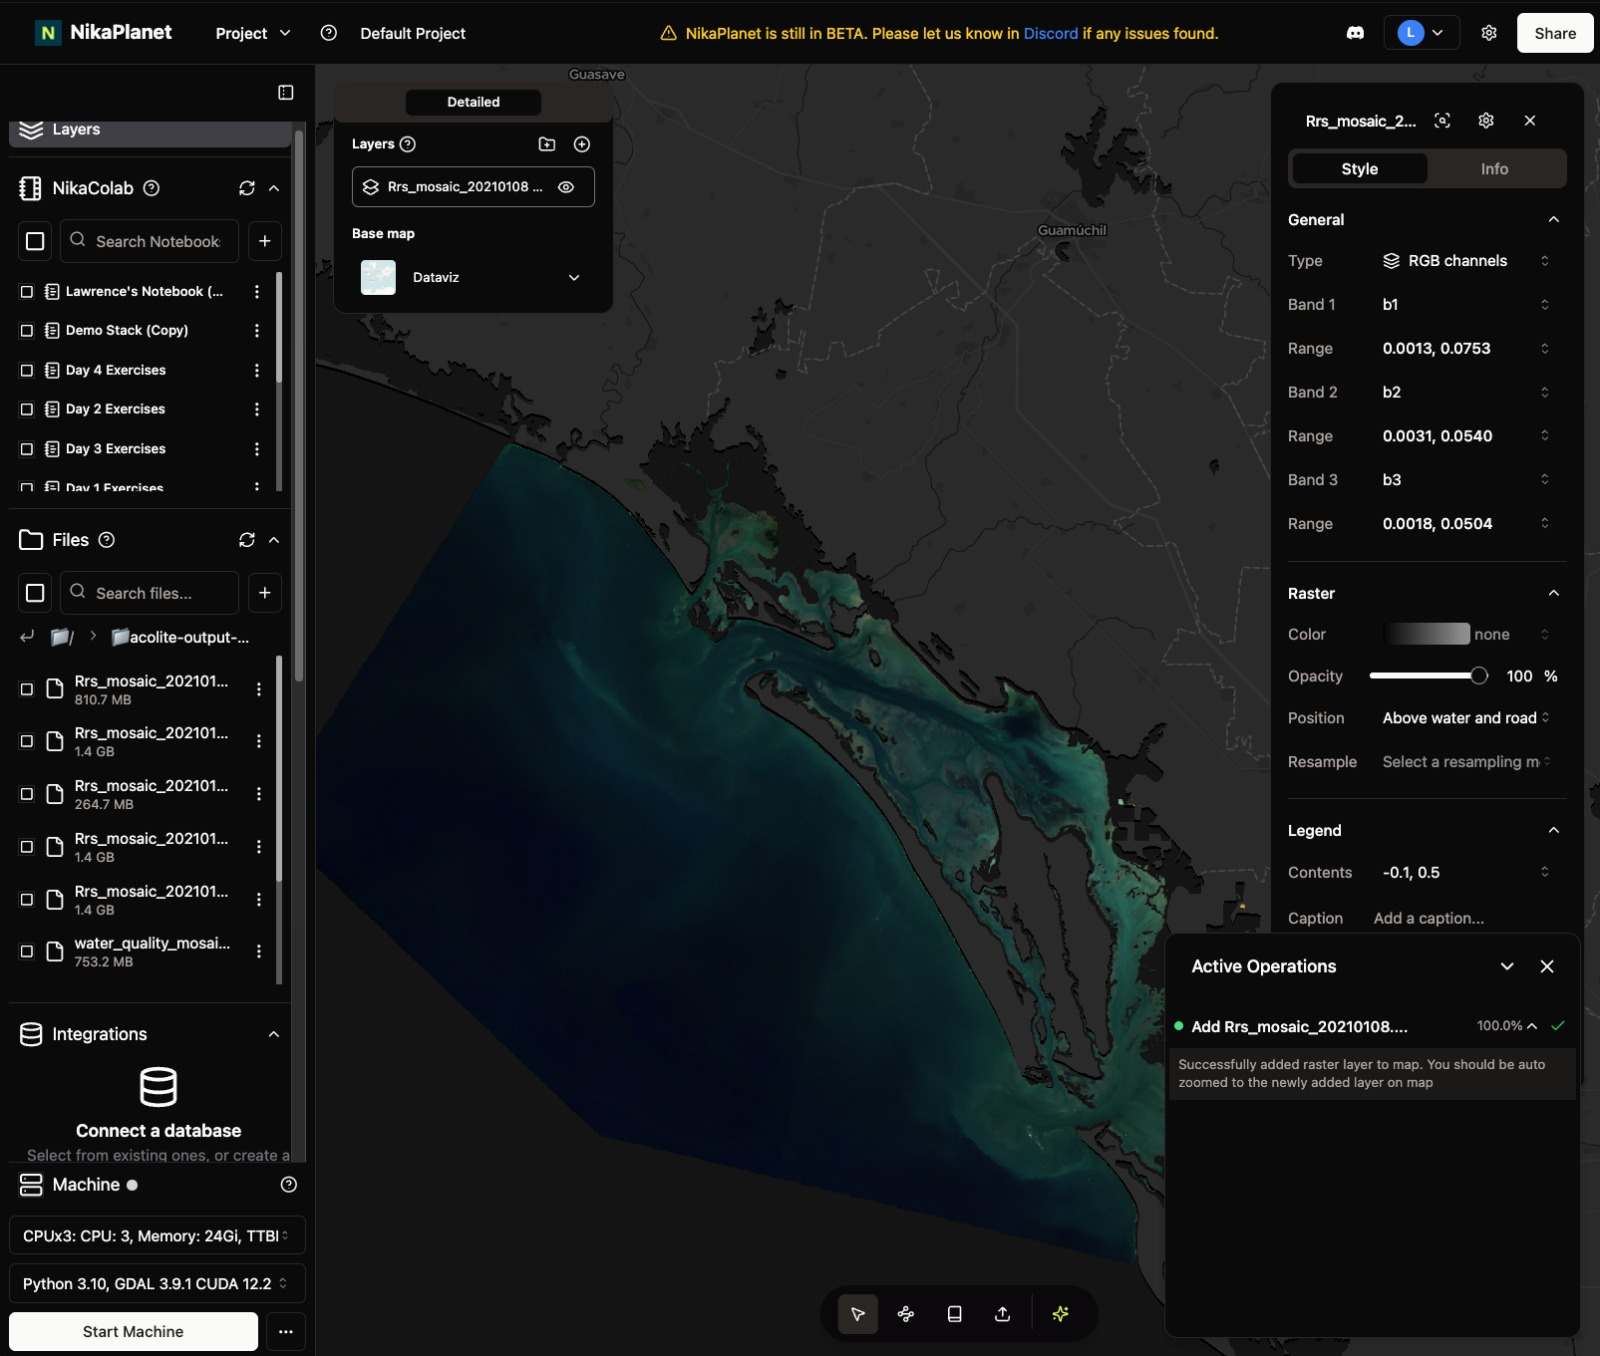 N NikaPlanet
Project
Default Project
NikaPlanet is still in BETA. Please let us know in Discord if any issues found.
L
Share
Layers
NikaColab
Search Notebook
Lawrence's Notebook (...
Demo Stack (Copy)
Day 4 Exercises
Day 2 Exercises
Day 3 Exercises
Day 1 Exercises
Files
Search files...
/ > acolite-output-...
Rrs_mosaic_202101...
810.7 MB
Rrs_mosaic_202101...
1.4 GB
Rrs_mosaic_202101...
264.7 MB
Rrs_mosaic_202101...
1.4 GB
Rrs_mosaic_202101...
1.4 GB
water_quality_mosai...
753.2 MB
Integrations
Connect a database
Select from existing ones, or create a
Machine
CPUx3: CPU: 3, Memory: 24Gi, TTBI
Python 3.10, GDAL 3.9.1 CUDA 12.2
Start Machine
...
Guasave
Detailed
Layers
Rrs_mosaic_20210108 ...
Base map
Dataviz
Guamúchil
Rrs_mosaic_2...
Style
Info
General
Type RGB channels
Band 1 b1
Range 0.0013, 0.0753
Band 2 b2
Range 0.0031, 0.0540
Band 3 b3
Range 0.0018, 0.0504
Raster
Color none
Opacity 100 %
Position Above water and road
Resample Select a resampling m
Legend
Contents -0.1, 0.5
Caption Add a caption...
Active Operations
Add Rrs_mosaic_20210108....
100.0%
Successfully added raster layer to map. You should be auto
zoomed to the newly added layer on map